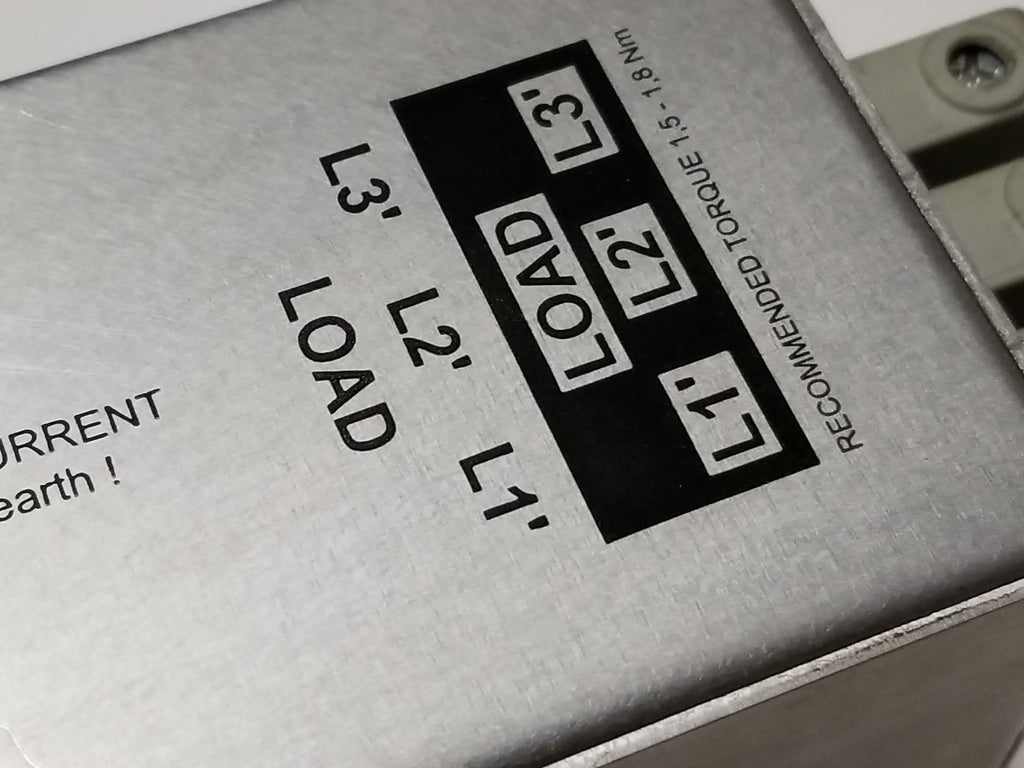 URRENT
earth !
L3' L2' L1'
LOAD
LOAD
L1' L2' L3'
RECOMMENDED TORQUE 1,5 - 1,8 Nm